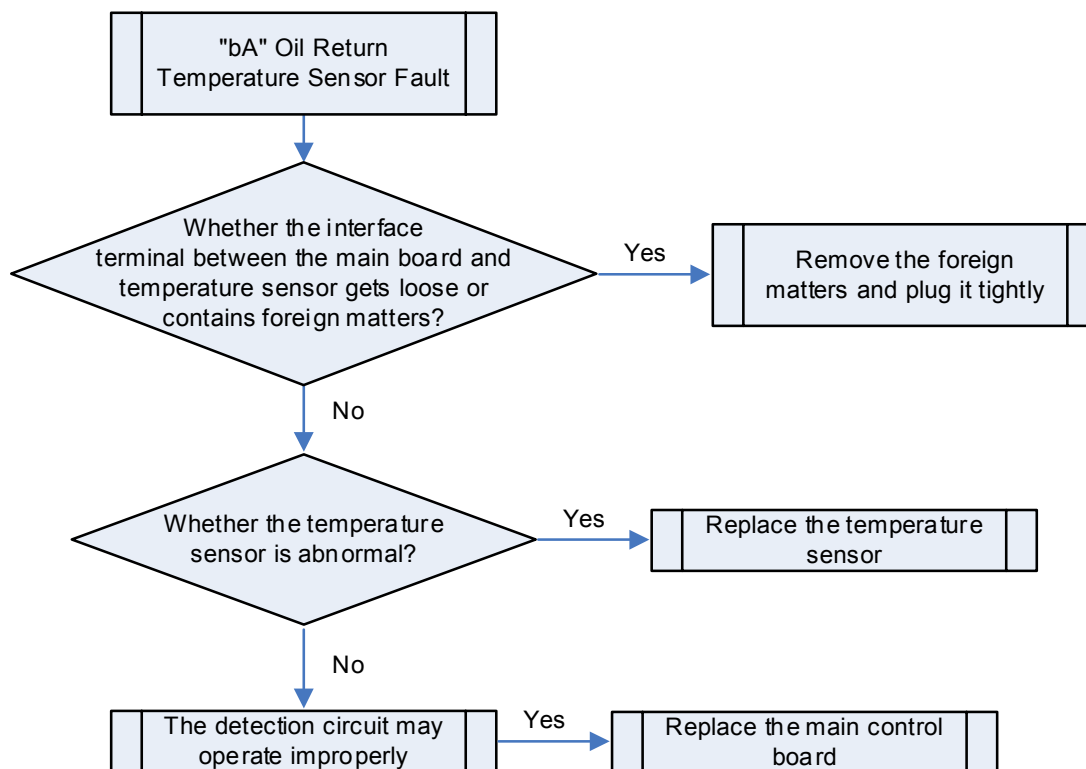 "bA" Oil Return
Temperature Sensor Fault
Whether the interface
terminal between the main board and
temperature sensor gets loose or
contains foreign matters?
Yes
Remove the foreign
matters and plug it tightly
No
Whether the temperature
sensor is abnormal?
Yes
Replace the temperature
sensor
No
The detection circuit may
operate improperly
Yes
Replace the main control
board